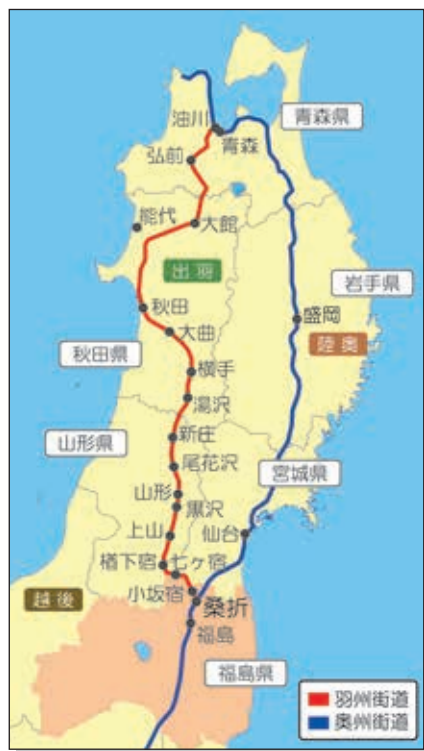 青森県
油川
青森
弘前
能代
大館
出羽
岩手県
秋田
盛岡
大曲
陸奥
秋田県
横手
湯沢
山形県
新庄
尾花沢
宮城県
山形
黒沢
上山
仙台
楢下宿
七ヶ宿
越後
小坂宿
桑折
福島
福島県
羽州街道
奥州街道